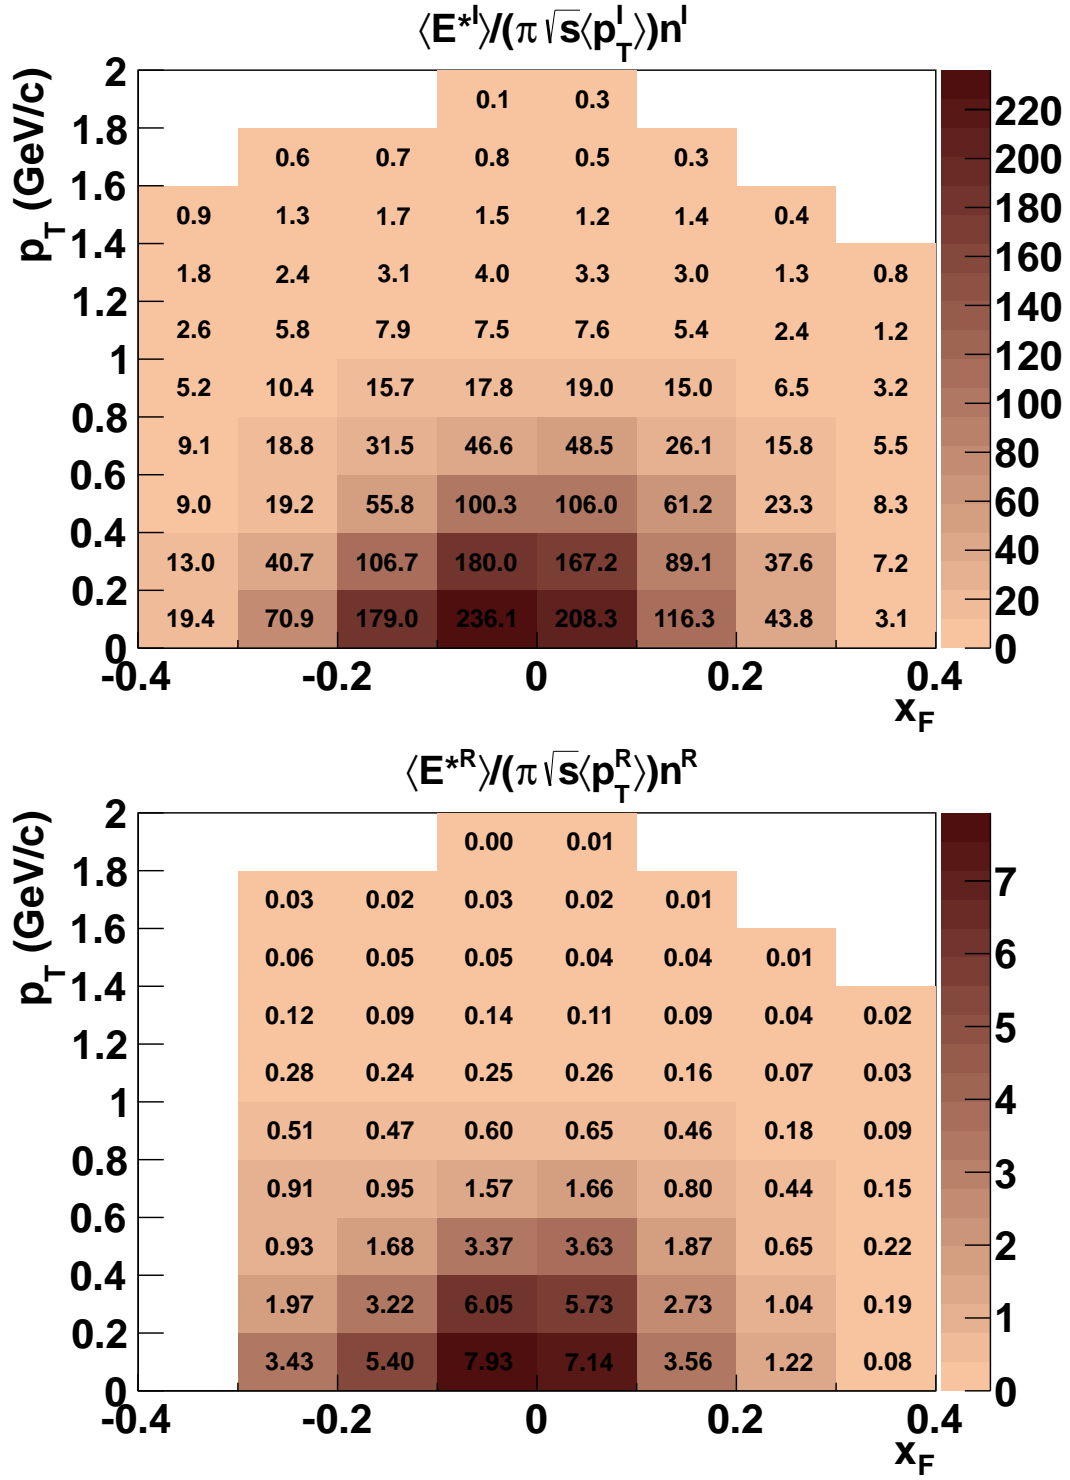 ⟨E*ᴵ⟩/(π√s⟨p_Tᴵ⟩)nᴵ
p_T (GeV/c)
2
0.1 0.3
220
1.8
0.6 0.7 0.8 0.5 0.3
200
1.6
0.9 1.3 1.7 1.5 1.2 1.4 0.4
180
1.4
160
1.8 2.4 3.1 4.0 3.3 3.0 1.3 0.8
1.2
140
2.6 5.8 7.9 7.5 7.6 5.4 2.4 1.2
1
120
5.2 10.4 15.7 17.8 19.0 15.0 6.5 3.2
100
0.8
9.1 18.8 31.5 46.6 48.5 26.1 15.8 5.5
80
0.6
9.0 19.2 55.8 100.3 106.0 61.2 23.3 8.3
60
0.4
40
13.0 40.7 106.7 180.0 167.2 89.1 37.6 7.2
0.2
20
19.4 70.9 179.0 236.1 208.3 116.3 43.8 3.1
0 0
-0.4 -0.2 0 0.2 0.4
x_F
⟨E*ᴿ⟩/(π√s⟨p_Tᴿ⟩)nᴿ
p_T (GeV/c)
2
0.00 0.01
1.8
7
0.03 0.02 0.03 0.02 0.01
1.6
0.06 0.05 0.05 0.04 0.04 0.01
6
1.4
0.12 0.09 0.14 0.11 0.09 0.04 0.02
5
1.2
0.28 0.24 0.25 0.26 0.16 0.07 0.03
1
4
0.51 0.47 0.60 0.65 0.46 0.18 0.09
0.8
3
0.91 0.95 1.57 1.66 0.80 0.44 0.15
0.6
0.93 1.68 3.37 3.63 1.87 0.65 0.22
2
0.4
1.97 3.22 6.05 5.73 2.73 1.04 0.19
1
0.2
3.43 5.40 7.93 7.14 3.56 1.22 0.08
0 0
-0.4 -0.2 0 0.2 0.4
x_F